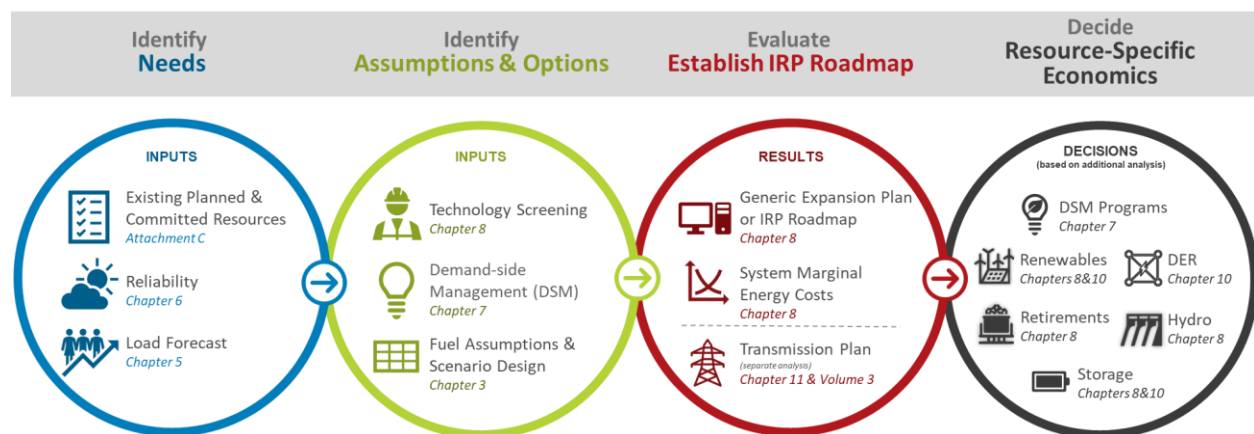 Identify
Needs
Identify
Assumptions & Options
Evaluate
Establish IRP Roadmap
Decide
Resource-Specific
Economics
INPUTS
Existing Planned &
Committed Resources
Attachment C
Reliability
Chapter 6
Load Forecast
Chapter 5
INPUTS
Technology Screening
Chapter 8
Demand-side
Management (DSM)
Chapter 7
Fuel Assumptions &
Scenario Design
Chapter 3
RESULTS
Generic Expansion Plan
or IRP Roadmap
Chapter 8
System Marginal
Energy Costs
Chapter 8
Transmission Plan
(separate analysis)
Chapter 11 & Volume 3
DECISIONS
(based on additional analysis)
DSM Programs
Chapter 7
Renewables
Chapters 8&10
DER
Chapter 10
Retirements
Chapter 8
Hydro
Chapter 8
Storage
Chapters 8&10